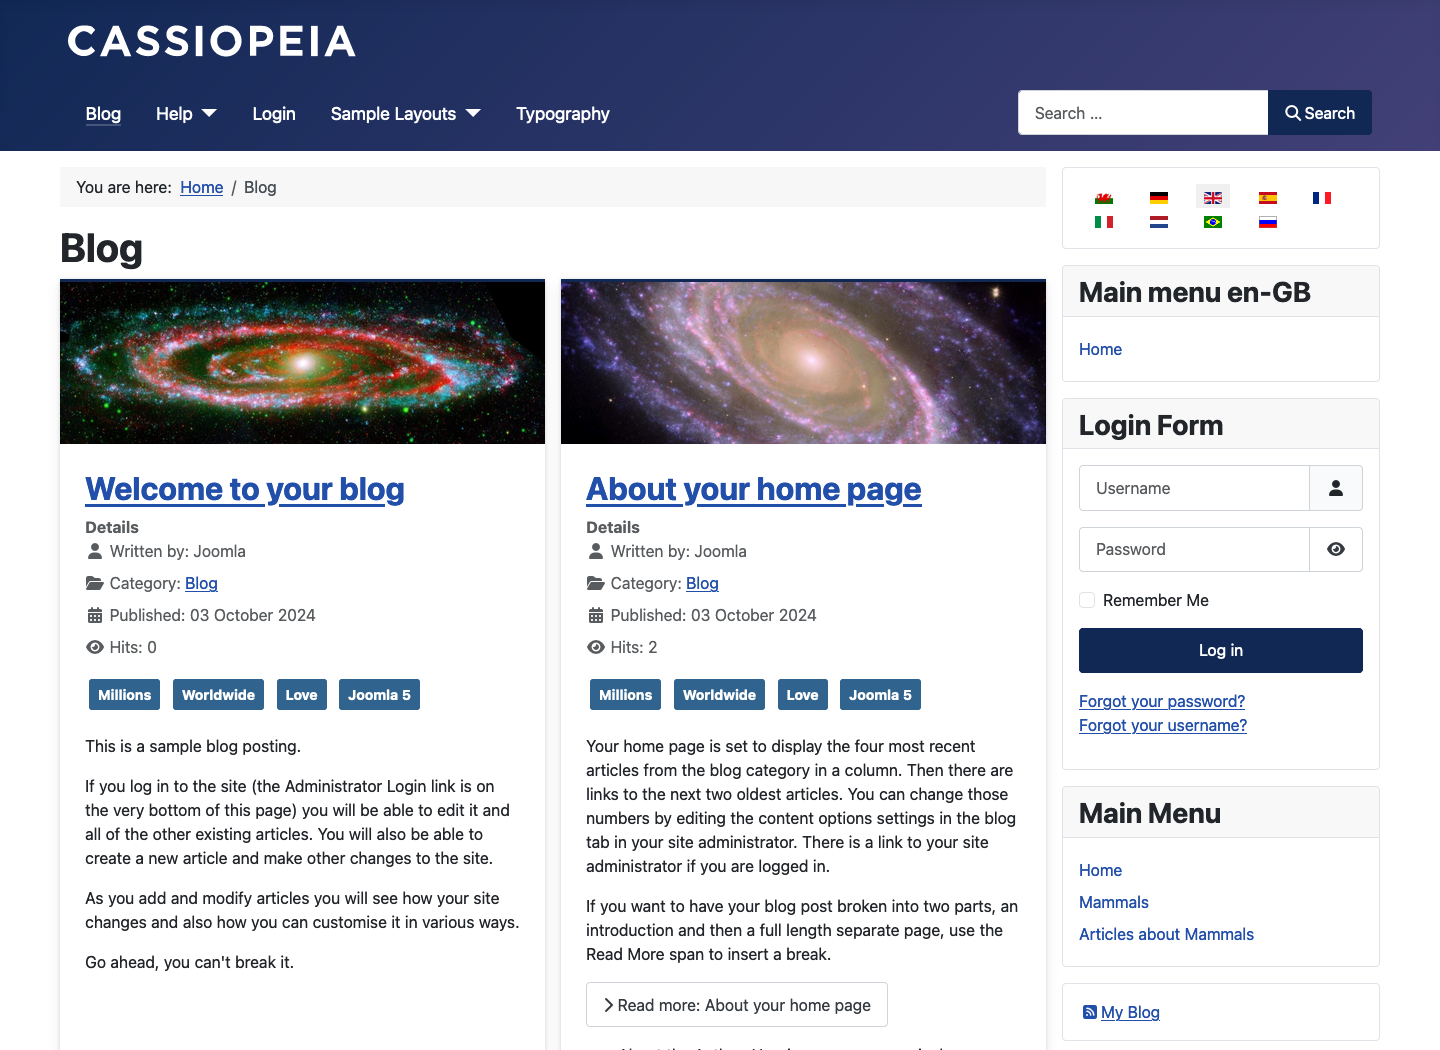 CASSIOPEIA
Blog Help Login Sample Layouts Typography
Search ... Search
You are here: Home / Blog
Blog
Welcome to your blog
Details
Written by: Joomla
Category: Blog
Published: 03 October 2024
Hits: 0
Millions Worldwide Love Joomla 5
This is a sample blog posting.
If you log in to the site (the Administrator Login link is on
the very bottom of this page) you will be able to edit it and
all of the other existing articles. You will also be able to
create a new article and make other changes to the site.
As you add and modify articles you will see how your site
changes and also how you can customise it in various ways.
Go ahead, you can't break it.
About your home page
Details
Written by: Joomla
Category: Blog
Published: 03 October 2024
Hits: 2
Millions Worldwide Love Joomla 5
Your home page is set to display the four most recent
articles from the blog category in a column. Then there are
links to the next two oldest articles. You can change those
numbers by editing the content options settings in the blog
tab in your site administrator. There is a link to your site
administrator if you are logged in.
If you want to have your blog post broken into two parts, an
introduction and then a full length separate page, use the
Read More span to insert a break.
Read more: About your home page
Main menu en-GB
Home
Login Form
Username
Password
Remember Me
Log in
Forgot your password?
Forgot your username?
Main Menu
Home
Mammals
Articles about Mammals
My Blog